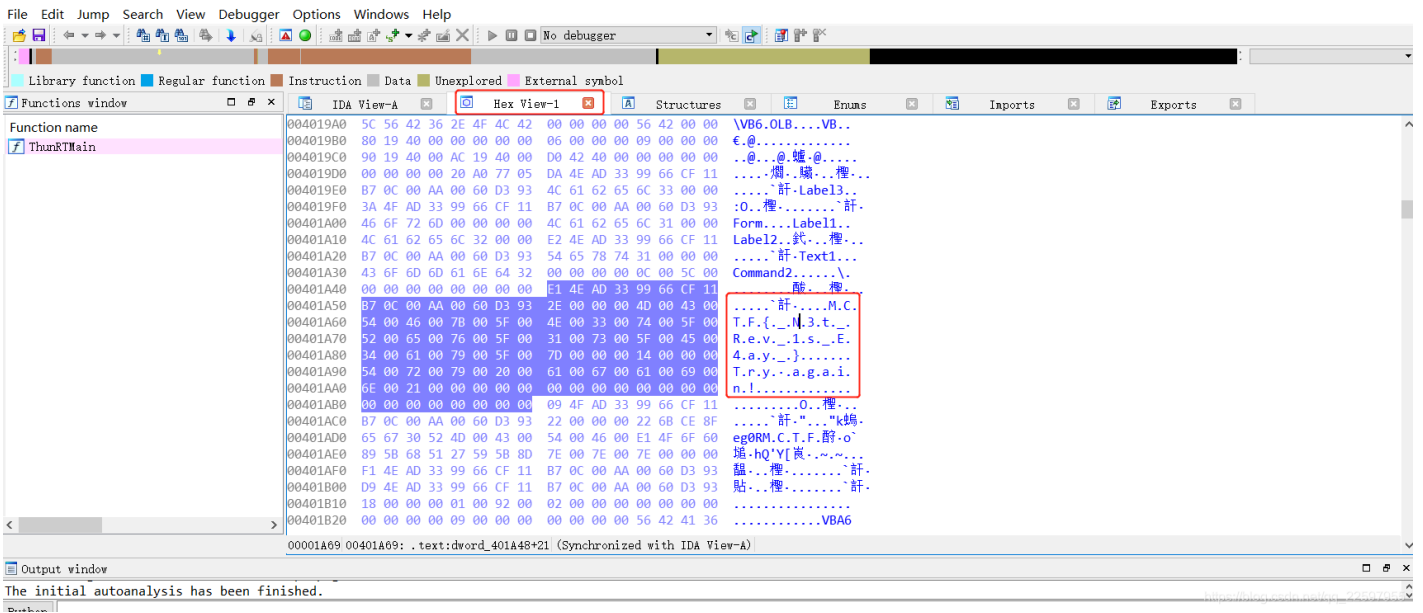 File Edit Jump Search View Debugger Options Windows Help
No debugger
Library function Regular function Instruction Data Unexplored External symbol
Functions window
IDA View-A Hex View-1 Structures Enums Imports Exports
Function name
ThunRTMain
004019A0 5C 56 42 36 2E 4F 4C 42 00 00 00 00 56 42 00 00 \VB6.OLB....VB..
004019B0 80 19 40 00 00 00 00 00 06 00 00 00 09 00 00 00 €.@.............
004019C0 90 19 40 00 AC 19 40 00 D0 42 40 00 00 00 00 00 ..@...@.蠦·@.....
004019D0 00 00 00 00 20 A0 77 05 DA 4E AD 33 99 66 CF 11
004019E0 B7 0C 00 AA 00 60 D3 93 4C 61 62 65 6C 33 00 00 .....`訐·Label3..
004019F0 3A 4F AD 33 99 66 CF 11 B7 0C 00 AA 00 60 D3 93 :O..檉·.......`訐·
00401A00 46 6F 72 6D 00 00 00 00 4C 61 62 65 6C 31 00 00 Form....Label1..
00401A10 4C 61 62 65 6C 32 00 00 E2 4E AD 33 99 66 CF 11 Label2..
00401A20 B7 0C 00 AA 00 60 D3 93 54 65 78 74 31 00 00 00 .....`訐·Text1...
00401A30 43 6F 6D 6D 61 6E 64 32 00 00 00 00 0C 00 5C 00 Command2......\.
00401A40 00 00 00 00 00 00 00 00 E1 4E AD 33 99 66 CF 11
00401A50 B7 0C 00 AA 00 60 D3 93 2E 00 00 00 4D 00 43 00 .....`訐·....M.C.
00401A60 54 00 46 00 7B 00 5F 00 4E 00 33 00 74 00 5F 00 T.F.{._.N.3.t._.
00401A70 52 00 65 00 76 00 5F 00 31 00 73 00 5F 00 45 00 R.e.v._.1.s._.E.
00401A80 34 00 61 00 79 00 5F 00 7D 00 00 00 14 00 00 00 4.a.y._.}.......
00401A90 54 00 72 00 79 00 20 00 61 00 67 00 61 00 69 00 T.r.y.·.a.g.a.i.
00401AA0 6E 00 21 00 00 00 00 00 00 00 00 00 00 00 00 00 n.!.............
00401AB0 00 00 00 00 00 00 00 00 09 4F AD 33 99 66 CF 11 .........O..檉·..
00401AC0 B7 0C 00 AA 00 60 D3 93 22 00 00 00 22 6B CE 8F .....`訐·"..."k
00401AD0 65 67 30 52 4D 00 43 00 54 00 46 00 E1 4F 6F 60 eg0RM.C.T.F.
00401AE0 89 5B 68 51 27 59 5B 8D 7E 00 7E 00 7E 00 00 00
00401AF0 F1 4E AD 33 99 66 CF 11 B7 0C 00 AA 00 60 D3 93
00401B00 D9 4E AD 33 99 66 CF 11 B7 0C 00 AA 00 60 D3 93
00401B10 18 00 00 00 01 00 92 00 02 00 00 00 00 00 00 00 ................
00401B20 00 00 00 00 09 00 00 00 00 00 00 00 56 42 41 36 ............VBA6
00001A69 00401A69: .text:dword_401A48+21 (Synchronized with IDA View-A)
Output window
The initial autoanalysis has been finished.
Python